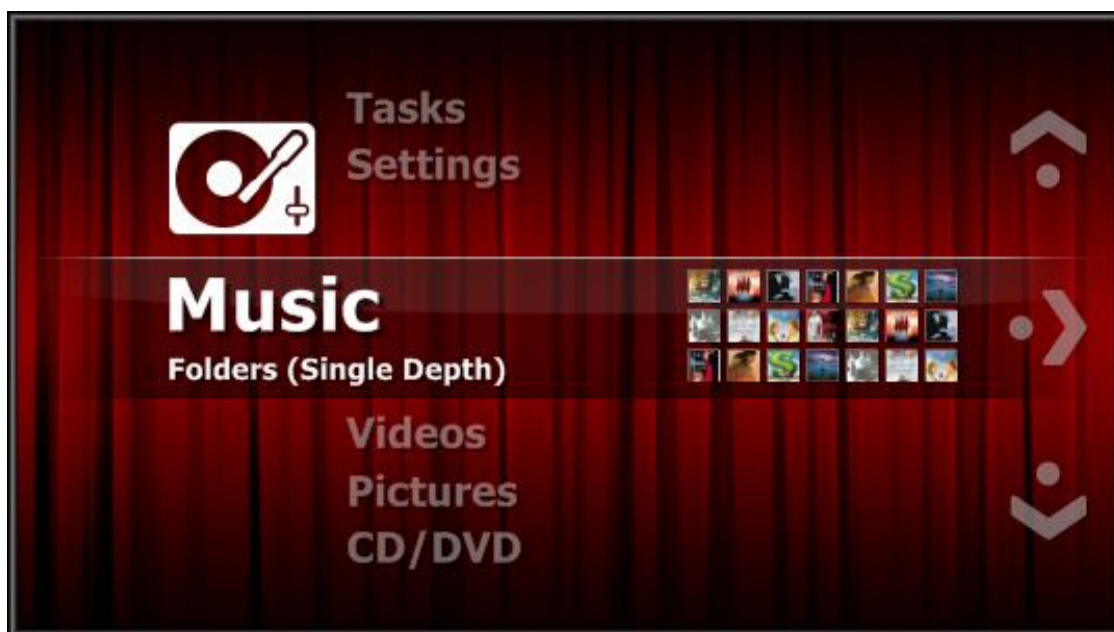 Tasks
Settings
Music
Folders (Single Depth)
Videos
Pictures
CD/DVD